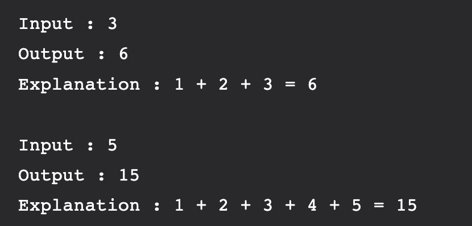 Input : 3
Output : 6
Explanation : 1 + 2 + 3 = 6
Input : 5
Output : 15
Explanation : 1 + 2 + 3 + 4 + 5 = 15